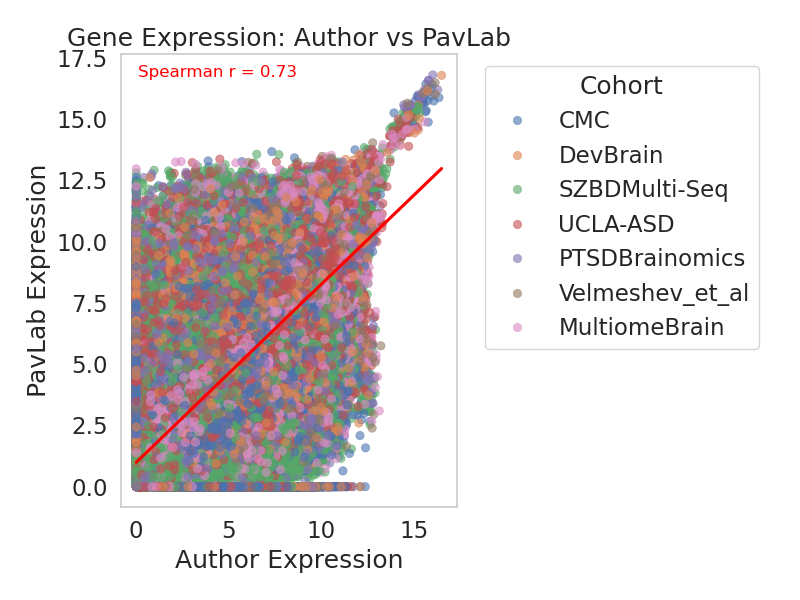 Gene Expression: Author vs PavLab
Spearman r = 0.73
17.5
15.0
12.5
10.0
7.5
5.0
2.5
0.0
PavLab Expression
0
5
10
15
Author Expression
Cohort
CMC
DevBrain
SZBDMulti-Seq
UCLA-ASD
PTSDBrainomics
Velmeshev_et_al
MultiomeBrain